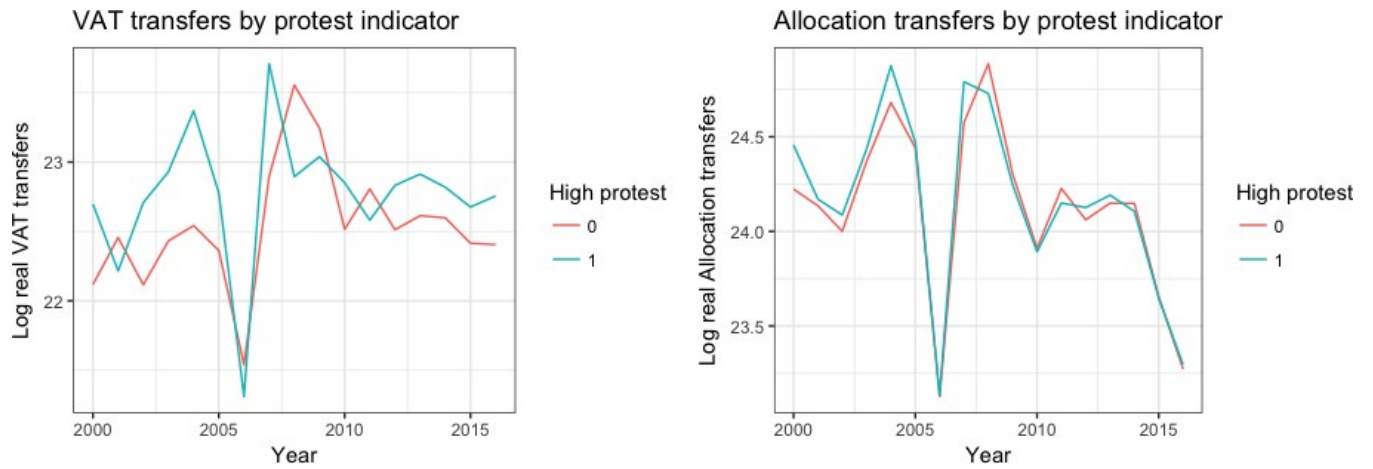 VAT transfers by protest indicator
Log real VAT transfers
23
22
2000 2005 2010 2015
Year
High protest
0
1
Allocation transfers by protest indicator
Log real Allocation transfers
24.5
24.0
23.5
2000 2005 2010 2015
Year
High protest
0
1